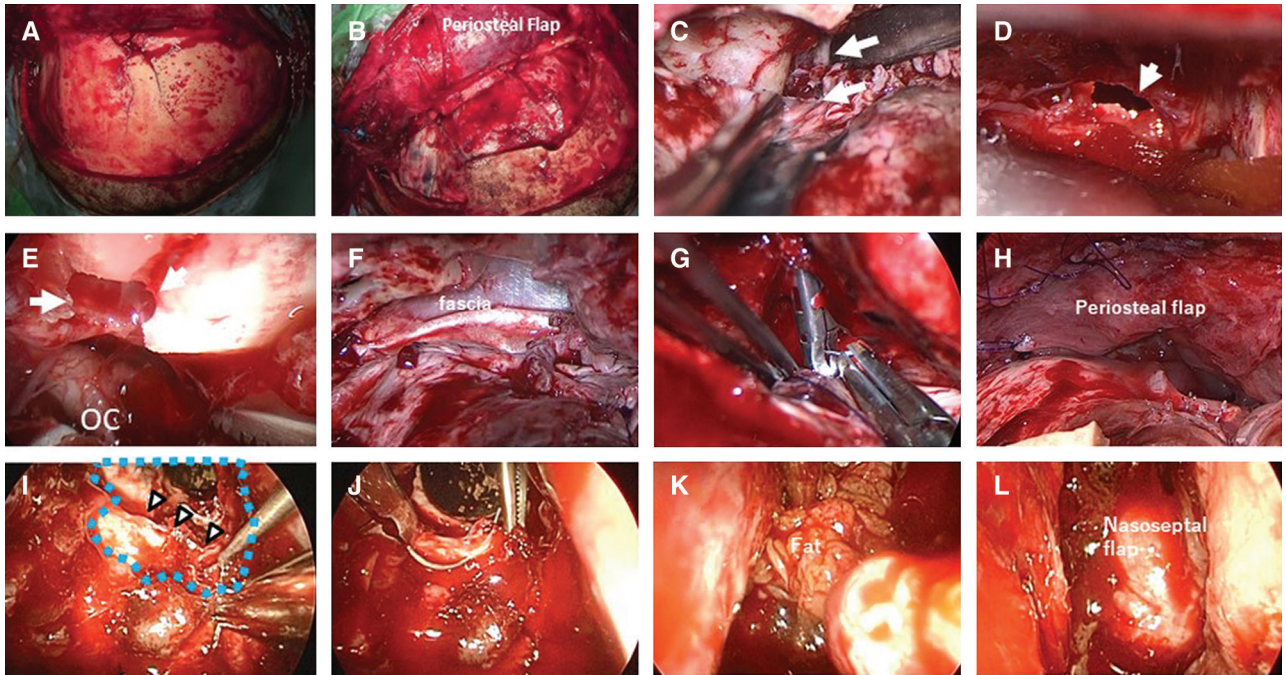 A
B
Periosteal Flap
C
D
E
OC
F
fascia
G
H
Periosteal flap
I
J
K
Fat
L
Nasoseptal
flap